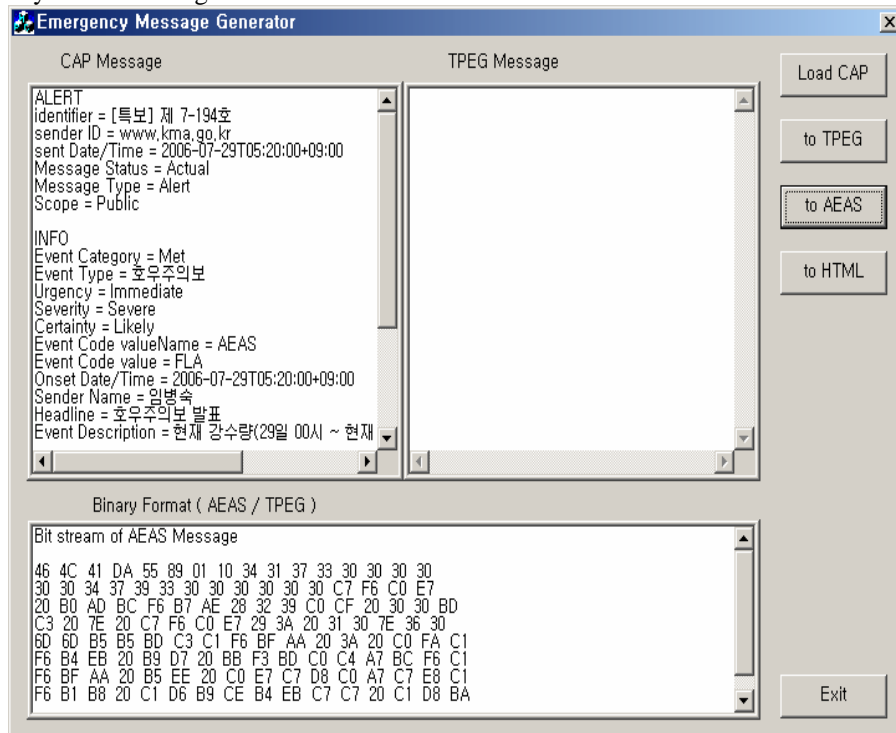 Emergency Message Generator
CAP Message
TPEG Message
ALERT
identifier = [특보] 제 7-194호
sender ID = www.kma.go.kr
sent Date/Time = 2006-07-29T05:20:00+09:00
Message Status = Actual
Message Type = Alert
Scope = Public
INFO
Event Category = Met
Event Type = 호우주의보
Urgency = Immediate
Severity = Severe
Certainty = Likely
Event Code valueName = AEAS
Event Code value = FLA
Onset Date/Time = 2006-07-29T05:20:00+09:00
Sender Name = 임병숙
Headline = 호우주의보 발표
Event Description = 현재 강수량(29일 00시 ~ 현재
Load CAP
to TPEG
to AEAS
to HTML
Binary Format ( AEAS / TPEG )
Bit stream of AEAS Message
46 4C 41 DA 55 89 01 10 34 31 37 33 30 30 30 30
30 30 34 37 39 33 30 30 30 30 30 30 C7 F6 C0 E7
20 B0 AD BC F6 B7 AE 28 32 39 C0 CF 20 30 30 BD
C3 20 7E 20 C7 F6 C0 E7 29 3A 20 31 30 7E 36 30
6D 6D B5 B5 BD C3 C1 F6 BF AA 20 3A 20 C0 FA C1
F6 B4 EB 20 B9 D7 20 BB F3 BD C0 C4 A7 BC F6 C1
F6 BF AA 20 B5 EE 20 C0 E7 C7 D8 C0 A7 C7 E8 C1
F6 B1 B8 20 C1 D6 B9 CE B4 EB C7 C7 20 C1 D8 BA
Exit